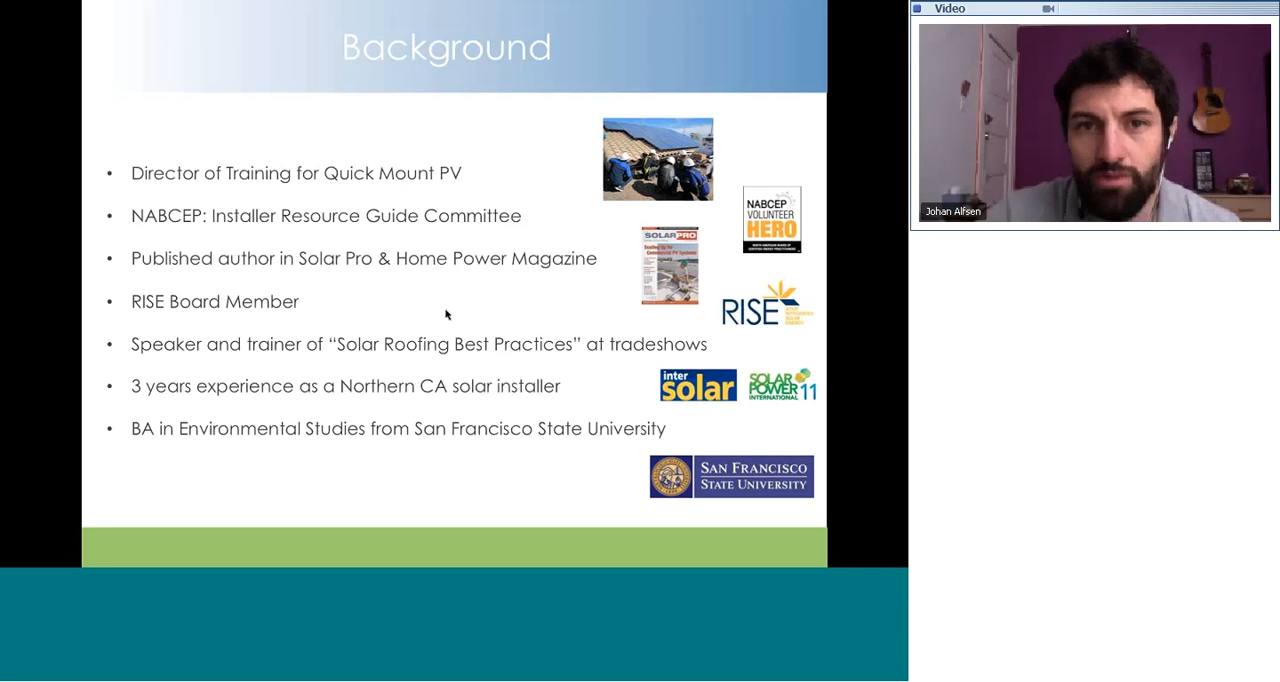 Background
Director of Training for Quick Mount PV
NABCEP: Installer Resource Guide Committee
Published author in Solar Pro & Home Power Magazine
RISE Board Member
Speaker and trainer of “Solar Roofing Best Practices” at tradeshows
3 years experience as a Northern CA solar installer
BA in Environmental Studies from San Francisco State University
NABCEP
VOLUNTEER
HERO
SOLARPRO
RISE
inter
solar
SOLAR
POWER 11
INTERNATIONAL
SAN FRANCISCO
STATE UNIVERSITY
Video
Johan Alfsen